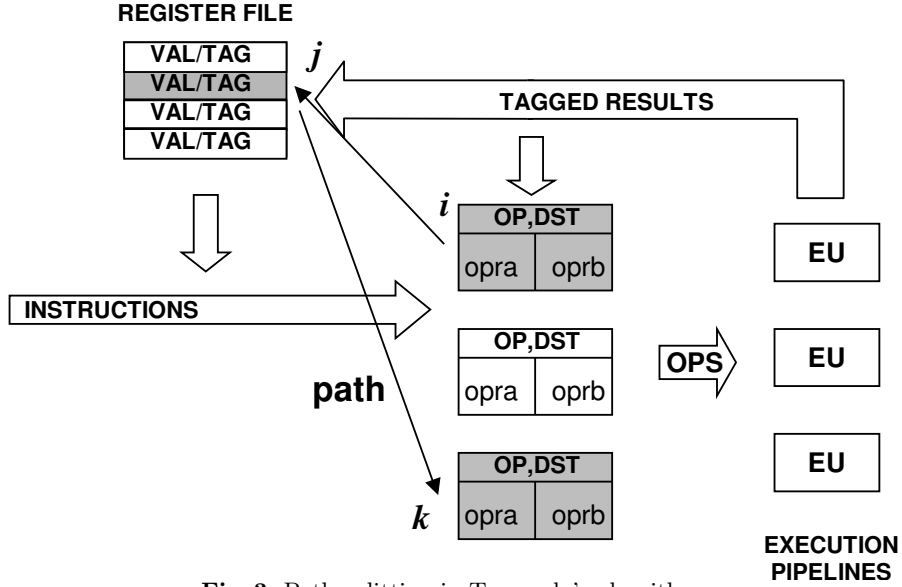 REGISTER FILE
VAL/TAG
VAL/TAG
VAL/TAG
VAL/TAG
j
TAGGED RESULTS
i
OP,DST
opra oprb
EU
INSTRUCTIONS
OP,DST
opra oprb
OPS
EU
path
OP,DST
opra oprb
EU
k
EXECUTION
PIPELINES